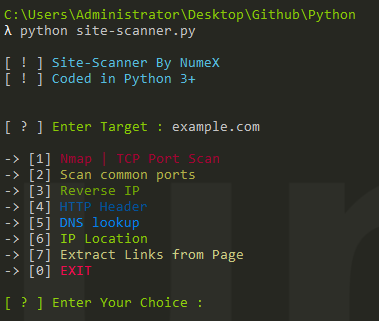 C:\Users\Administrator\Desktop\Github\Python
λ python site-scanner.py
[ ! ] Site-Scanner By NumeX
[ ! ] Coded in Python 3+
[ ? ] Enter Target : example.com
-> [1] Nmap | TCP Port Scan
-> [2] Scan common ports
-> [3] Reverse IP
-> [4] HTTP Header
-> [5] DNS lookup
-> [6] IP Location
-> [7] Extract Links from Page
-> [0] EXIT
[ ? ] Enter Your Choice :